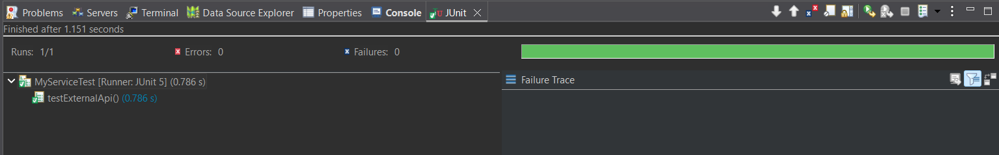 Problems Servers Terminal Data Source Explorer Properties Console JUnit
Finished after 1.151 seconds
Runs: 1/1 Errors: 0 Failures: 0
MyServiceTest [Runner: JUnit 5] (0.786 s)
Failure Trace
testExternalApi() (0.786 s)